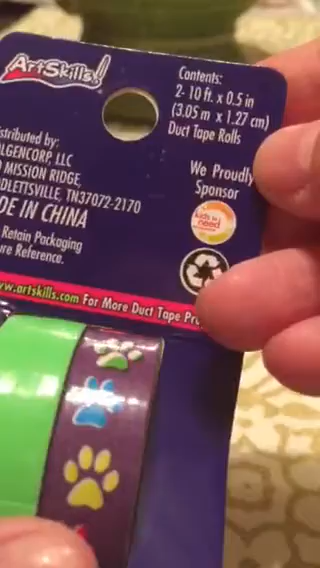 ArtSkills!
Contents:
2- 10 ft. x 0.5 in
(3.05 m x 1.27 cm)
Duct Tape Rolls
We Proudly
Sponsor
kids in
need
stributed by:
LGENCORP, LLC
MISSION RIDGE,
DLETTSVILLE, TN37072-2170
DE IN CHINA
Retain Packaging
ure Reference.
ww.artskills.com For More Duct Tape Pro